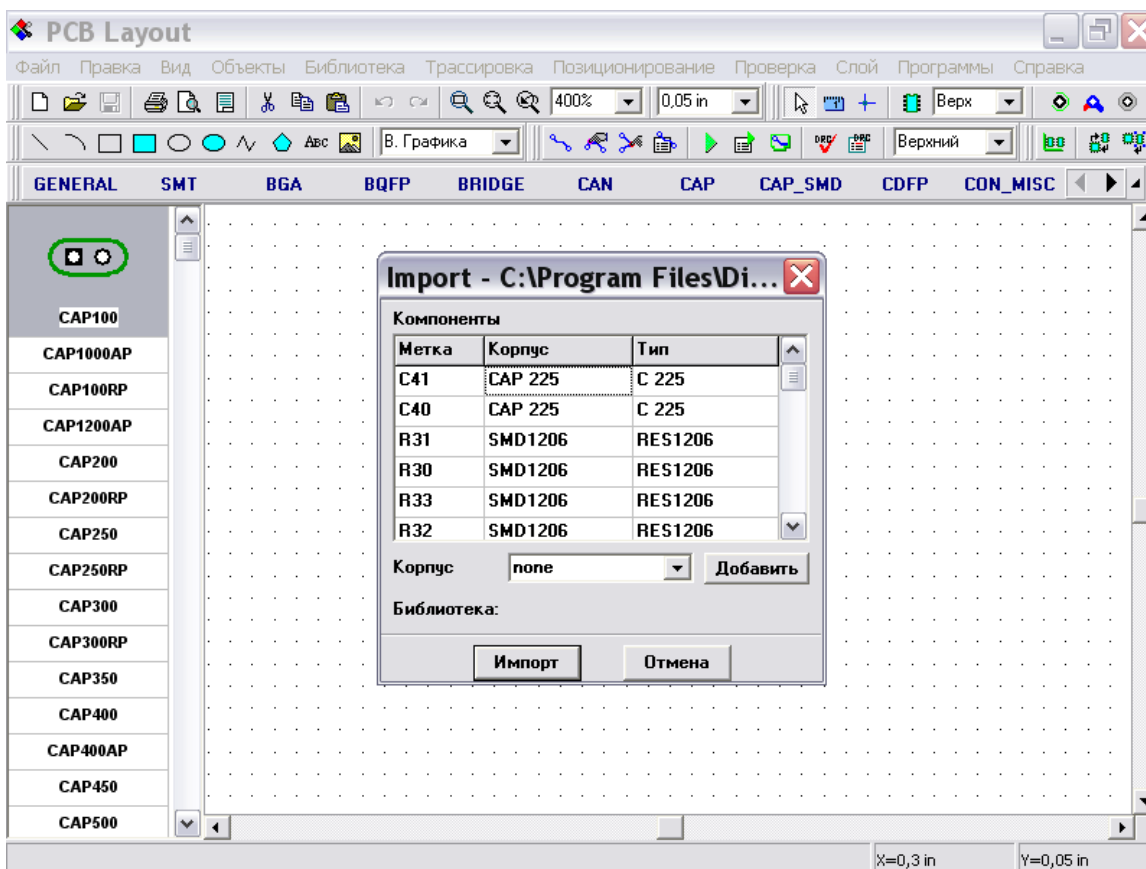 PCB Layout
Файл Правка Вид Объекты Библиотека Трассировка Позиционирование Проверка Слой Программы Справка
400% 0,05 in Верх
Abc В. Графика DRC DRC Верхний
GENERAL SMT BGA BQFP BRIDGE CAN CAP CAP_SMD CDFP CON_MISC
CAP100
CAP1000AP
CAP100RP
CAP1200AP
CAP200
CAP200RP
CAP250
CAP250RP
CAP300
CAP300RP
CAP350
CAP400
CAP400AP
CAP450
CAP500
Import - C:\Program Files\Di...
Компоненты
Метка Корпус Тип
C41 CAP 225 C 225
C40 CAP 225 C 225
R31 SMD1206 RES1206
R30 SMD1206 RES1206
R33 SMD1206 RES1206
R32 SMD1206 RES1206
Корпус none Добавить
Библиотека:
Импорт Отмена
X=0,3 in Y=0,05 in